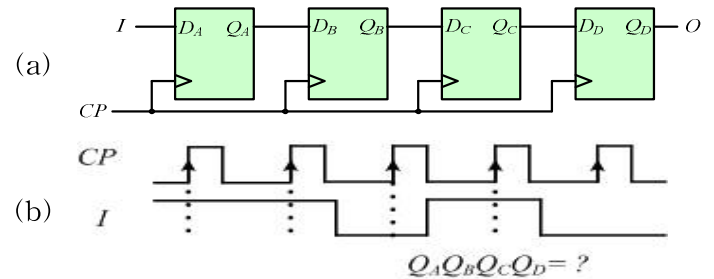 I D_A Q_A D_B Q_B D_C Q_C D_D Q_D O
(a)
CP
CP
(b) I
Q_AQ_BQ_CQ_D= ?